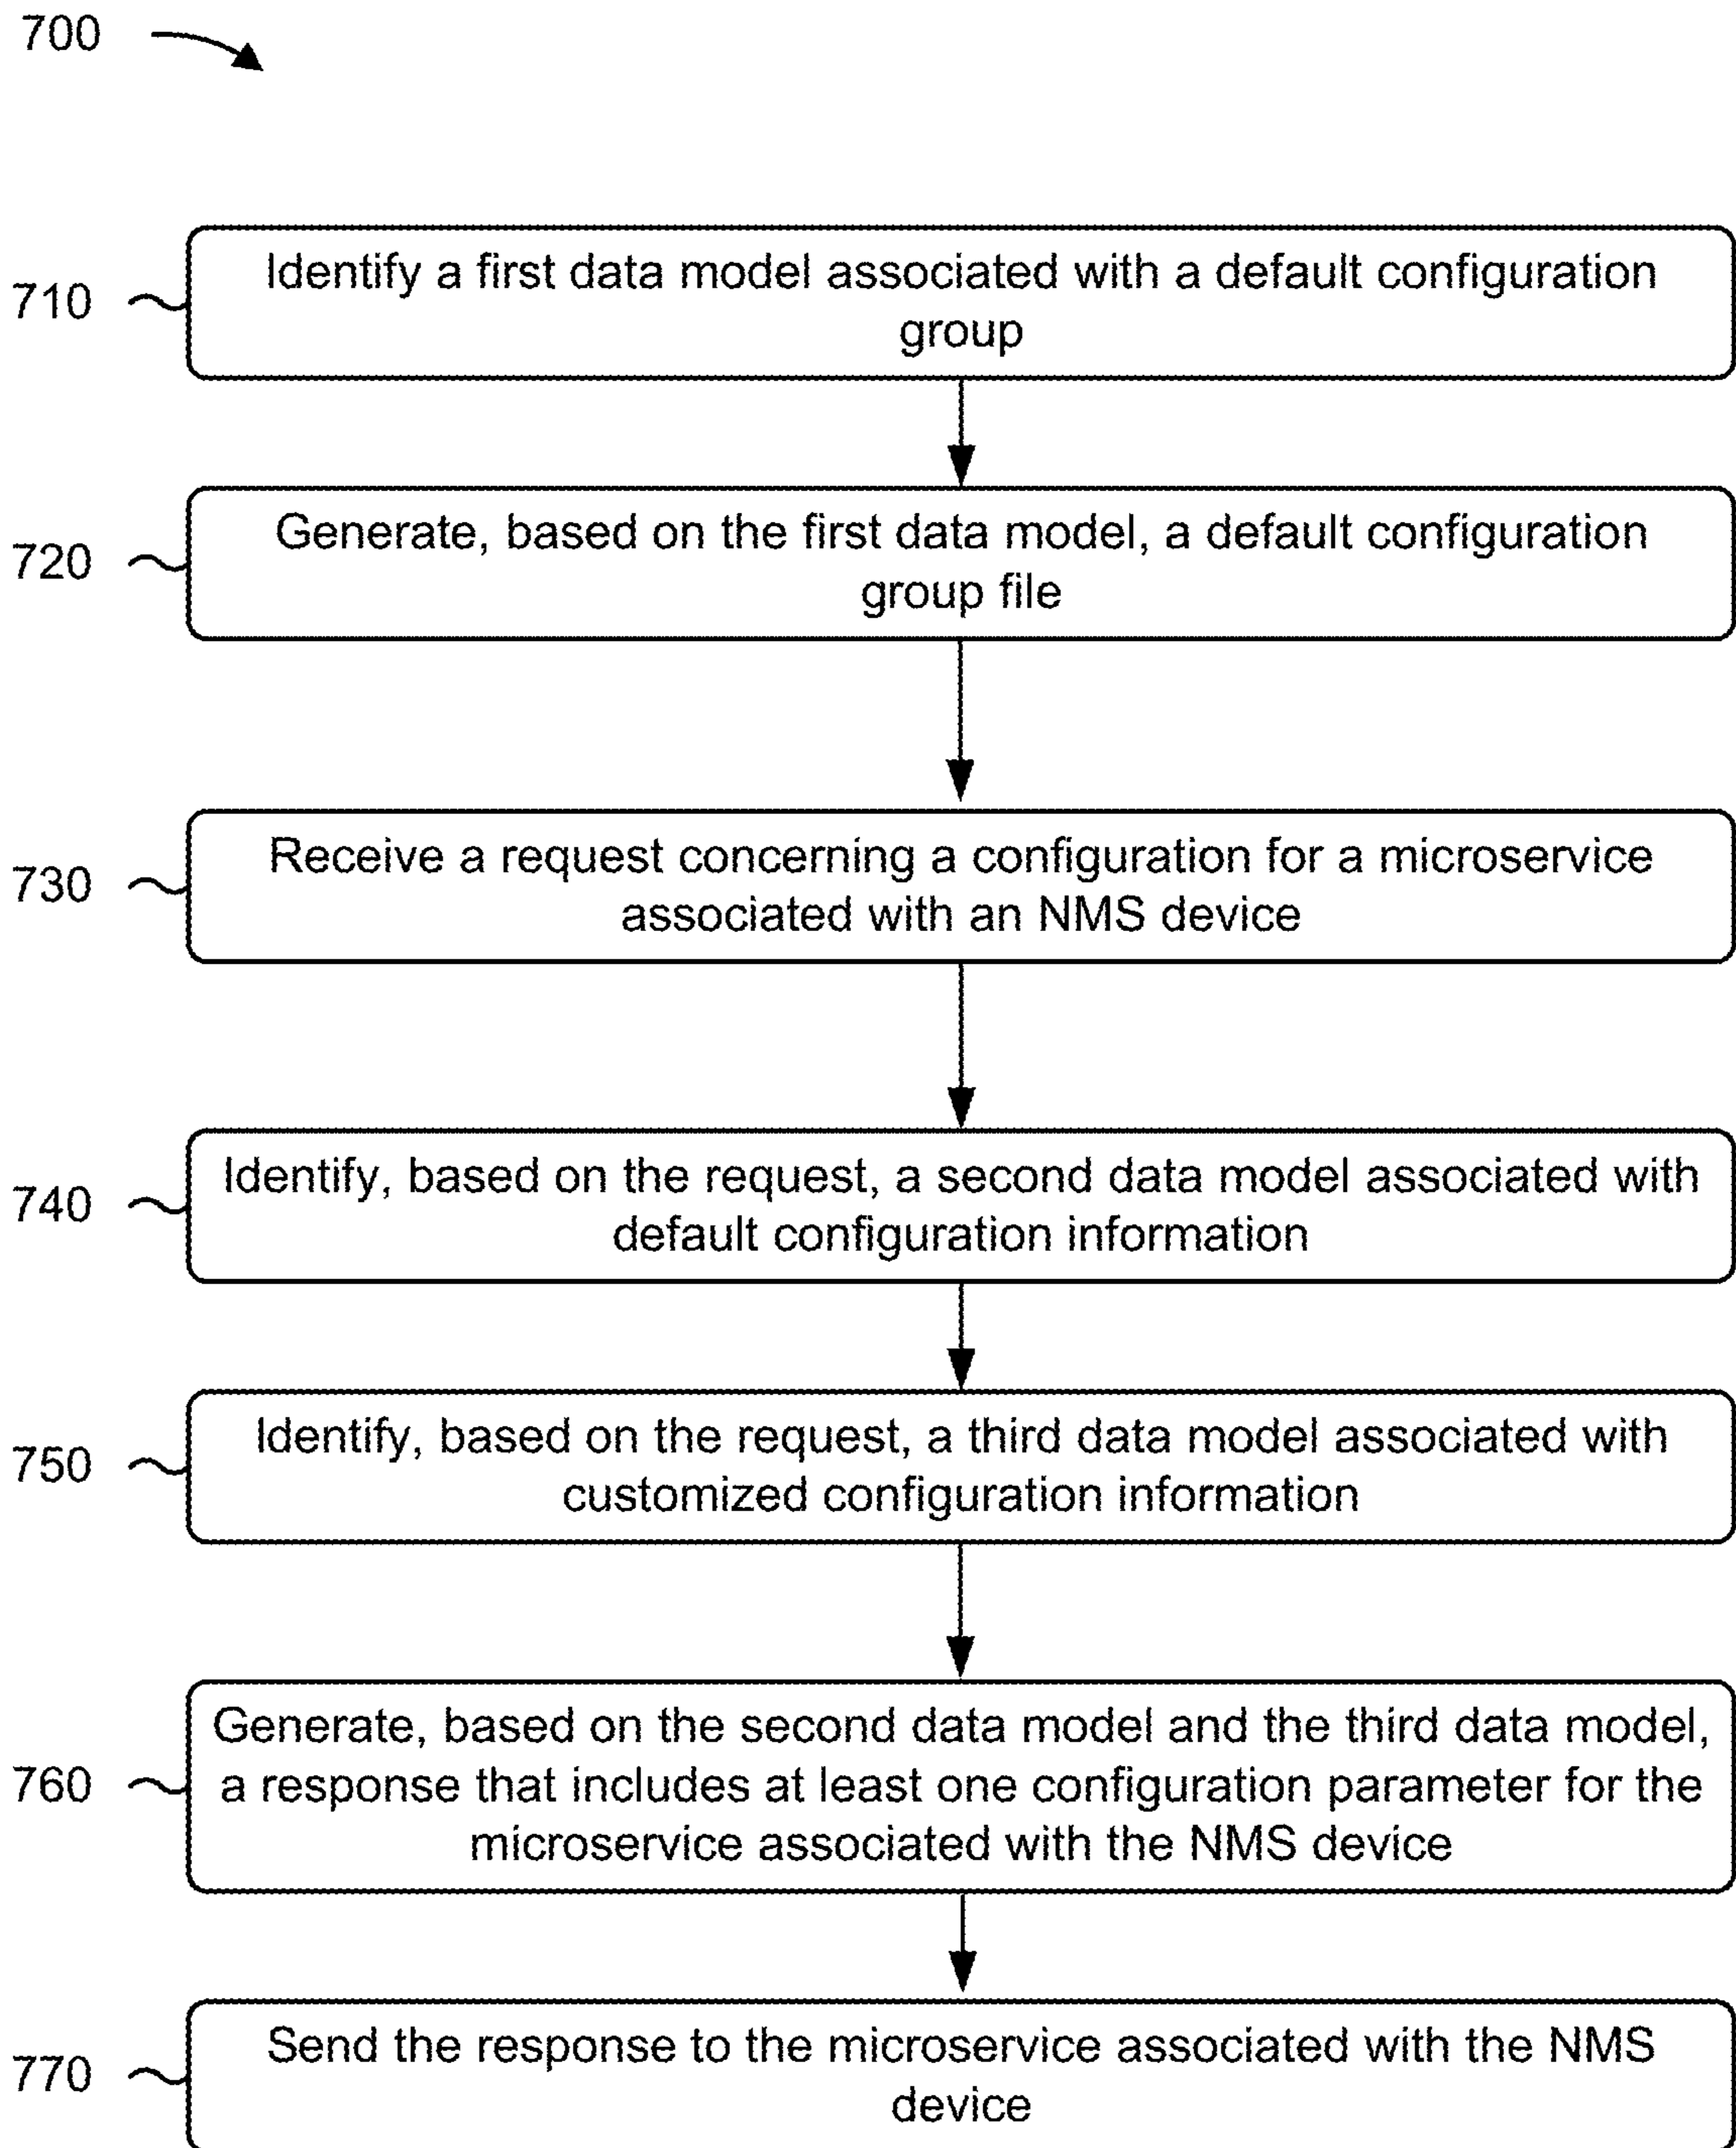 700
710
Identify a first data model associated with a default configuration
group
720
Generate, based on the first data model, a default configuration
group file
730
Receive a request concerning a configuration for a microservice
associated with an NMS device
740
Identify, based on the request, a second data model associated with
default configuration information
750
Identify, based on the request, a third data model associated with
customized configuration information
760
Generate, based on the second data model and the third data model,
a response that includes at least one configuration parameter for the
microservice associated with the NMS device
770
Send the response to the microservice associated with the NMS
device